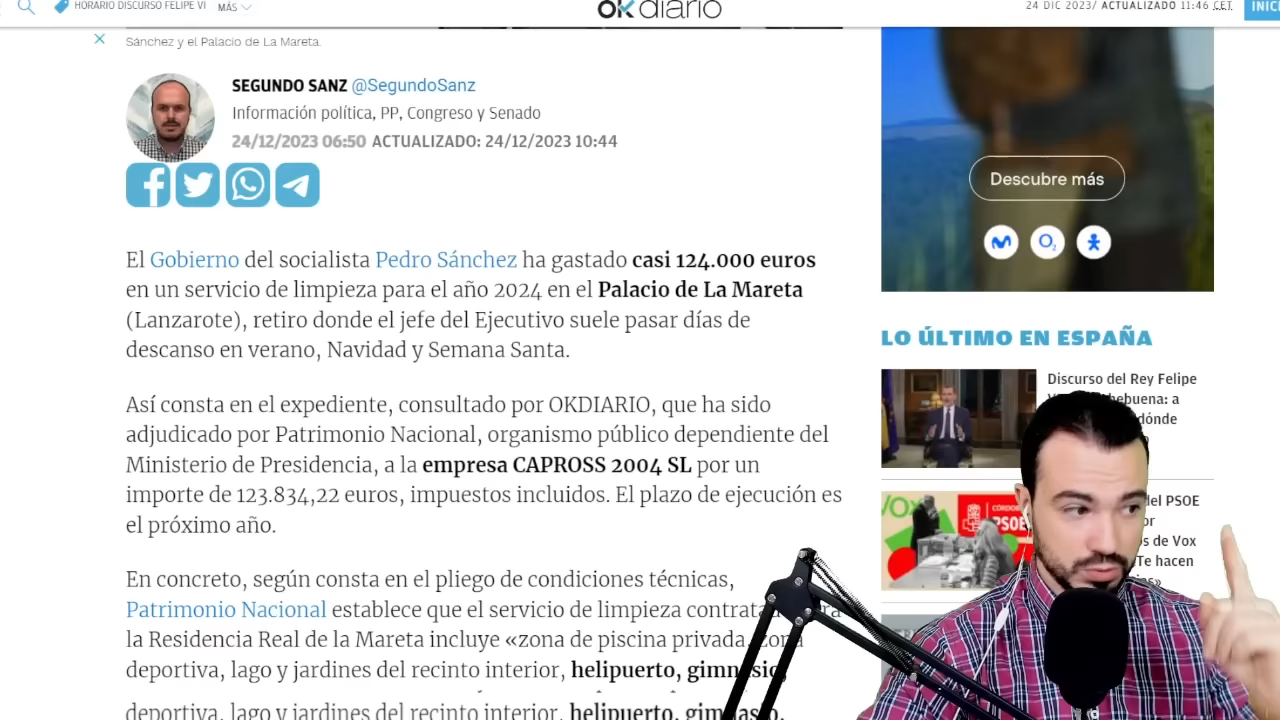 HORARIO DISCURSO FELIPE VI
MÁS
okdiario
24 DIC 2023/ ACTUALIZADO 11:46 CET
INIC
Sánchez y el Palacio de La Mareta.
SEGUNDO SANZ @SegundoSanz
Información política, PP, Congreso y Senado
24/12/2023 06:50 ACTUALIZADO: 24/12/2023 10:44
El Gobierno del socialista Pedro Sánchez ha gastado casi 124.000 euros
en un servicio de limpieza para el año 2024 en el Palacio de La Mareta
(Lanzarote), retiro donde el jefe del Ejecutivo suele pasar días de
descanso en verano, Navidad y Semana Santa.
Así consta en el expediente, consultado por OKDIARIO, que ha sido
adjudicado por Patrimonio Nacional, organismo público dependiente del
Ministerio de Presidencia, a la empresa CAPROSS 2004 SL por un
importe de 123.834,22 euros, impuestos incluidos. El plazo de ejecución es
el próximo año.
En concreto, según consta en el pliego de condiciones técnicas,
Patrimonio Nacional establece que el servicio de limpieza
la Residencia Real de la Mareta incluye «zona de piscina privada, zona
deportiva, lago y jardines del recinto interior, helipuerto, gimnasio,
deportiva, lago y jardines del recinto interior, helipuerto, gimnasio,
Descubre más
O2
LO ÚLTIMO EN ESPAÑA
Discurso del Rey Felipe
VOX
PSOE
del PSOE
de Vox
Te hacen